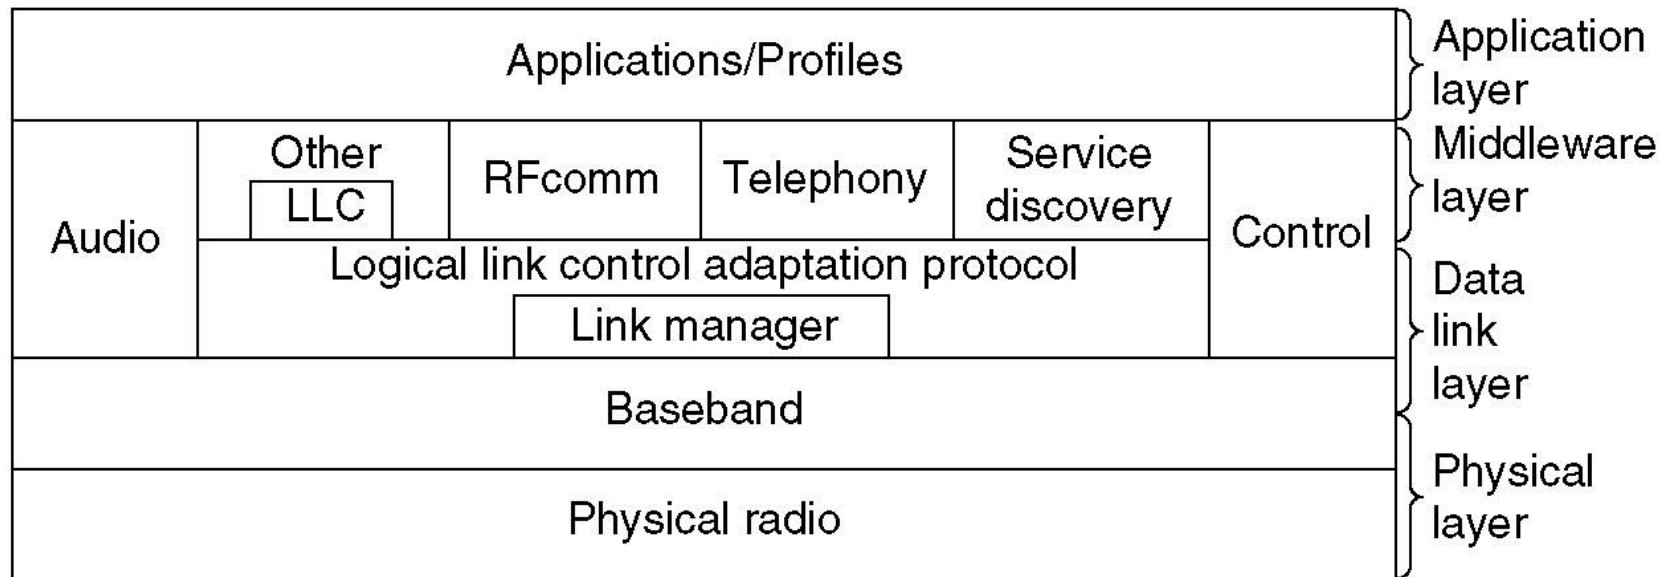 Applications/Profiles
Application
layer
Audio
Other
LLC
RFcomm
Telephony
Service
discovery
Control
Middleware
layer
Logical link control adaptation protocol
Link manager
Data
link
layer
Baseband
Physical radio
Physical
layer